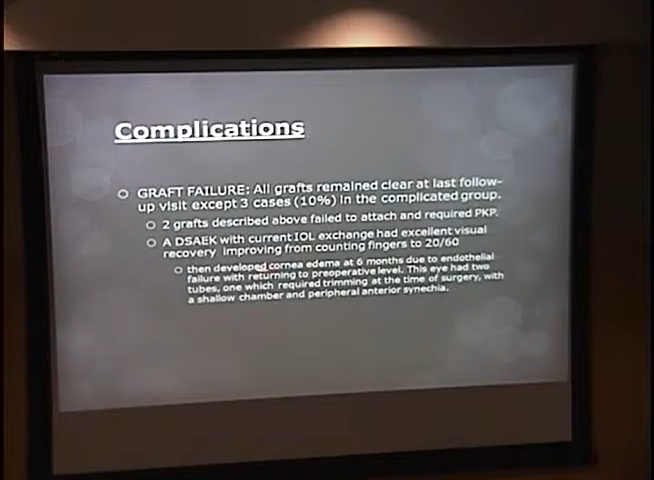 Complications
GRAFT FAILURE: All grafts remained clear at last follow-
up visit except 3 cases (10%) in the complicated group.
2 grafts described above failed to attach and required PKP.
A DSAEK with current IOL exchange had excellent visual
recovery improving from counting fingers to 20/60
then developed cornea edema at 6 months due to endothelial
failure with returning to preoperative level. This eye had two
tubes, one which required trimming at the time of surgery, with
a shallow chamber and peripheral anterior synechia.